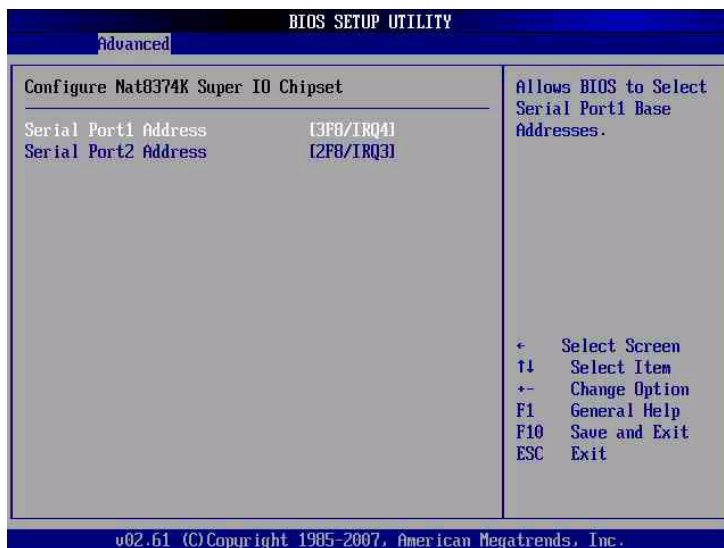 BIOS SETUP UTILITY
Advanced
Configure Nat8374K Super IO Chipset
Serial Port1 Address [3F8/IRQ4]
Serial Port2 Address [2F8/IRQ3]
Allows BIOS to Select
Serial Port1 Base
Addresses.
← Select Screen
↑↓ Select Item
+- Change Option
F1 General Help
F10 Save and Exit
ESC Exit
v02.61 (C)Copyright 1985-2007, American Megatrends, Inc.